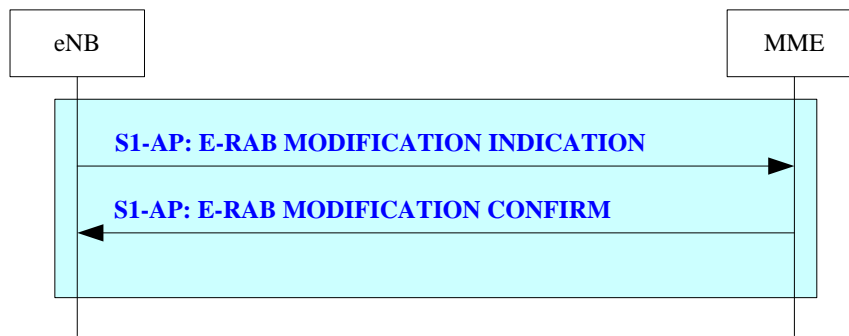 eNB
MME
S1-AP: E-RAB MODIFICATION INDICATION
S1-AP: E-RAB MODIFICATION CONFIRM